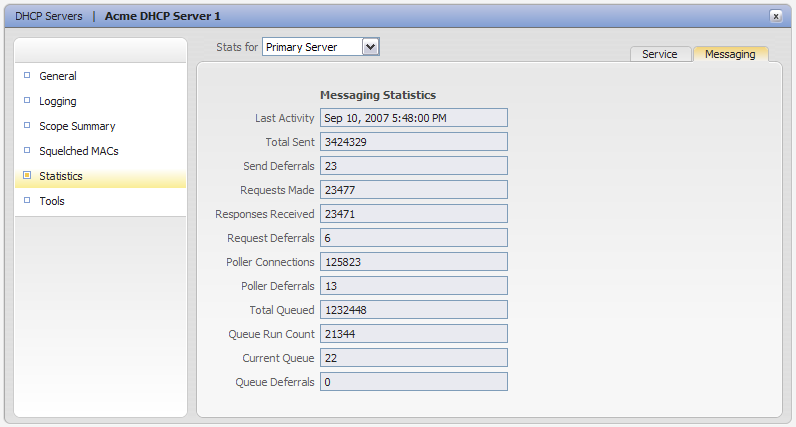 DHCP Servers | Acme DHCP Server 1 x
Stats for Primary Server
Service Messaging
General
Logging
Scope Summary
Squelched MACs
Statistics
Tools
Messaging Statistics
Last Activity Sep 10, 2007 5:48:00 PM
Total Sent 3424329
Send Deferrals 23
Requests Made 23477
Responses Received 23471
Request Deferrals 6
Poller Connections 125823
Poller Deferrals 13
Total Queued 1232448
Queue Run Count 21344
Current Queue 22
Queue Deferrals 0